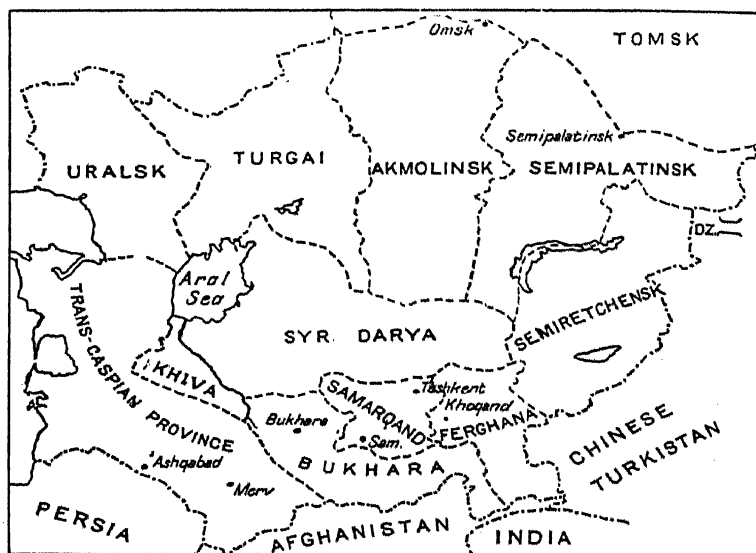 Omsk
TOMSK
Semipalatinsk
URALSK
TURGAI
AKMOLINSK
SEMIPALATINSK
DZ.
Aral
Sea
TRANS-CASPIAN PROVINCE
SYR. DARYA
SEMIRETCHENSK
KHIVA
SAMARQAND
Tashkent
Khoqand
Bukhara
Sam.
FERGHANA
BUKHARA
CHINESE
TURKISTAN
Ashqabad
Merv
PERSIA
AFGHANISTAN
INDIA